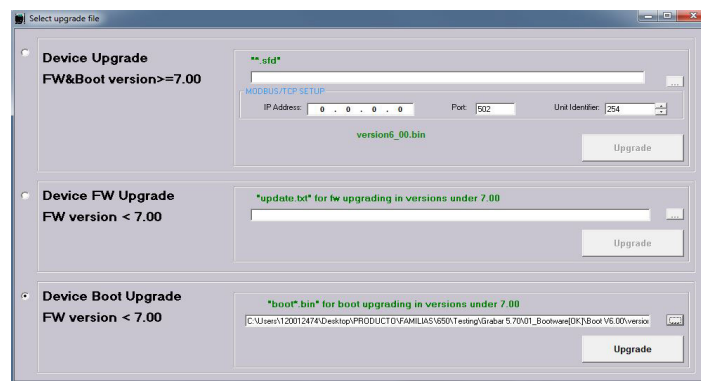 Select upgrade file
Device Upgrade
FW&Boot version>=7.00
"*.sfd"
...
MODBUS/TCP SETUP
IP Address: 0 . 0 . 0 . 0 Port: 502 Unit Identifier: 254
version6_00.bin
Upgrade
Device FW Upgrade
FW version < 7.00
"update.txt" for fw upgrading in versions under 7.00
...
Upgrade
Device Boot Upgrade
FW version < 7.00
"boot*.bin" for boot upgrading in versions under 7.00
C:\Users\120012474\Desktop\PRODUCTO\FAMILIAS\650\Testing\Grabar 5.70\01_Bootware[OK]\Boot V6.00\versior
...
Upgrade